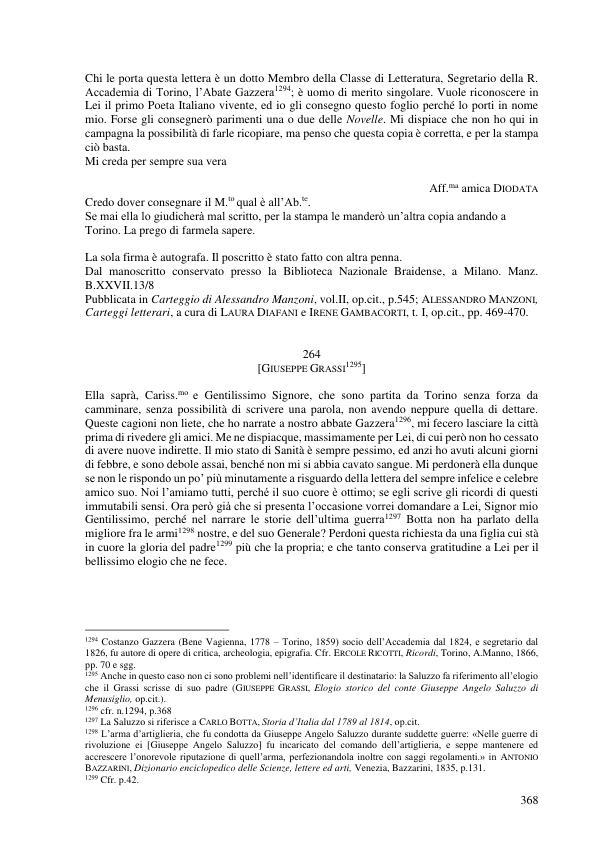 Chi le porta questa lettera è un dotto Membro della Classe di Letteratura, Segretario della R.
Accademia di Torino, l'Abate Gazzera1294; è uomo di merito singolare. Vuole riconoscere in
Lei il primo Poeta Italiano vivente, ed io gli consegno questo foglio perché lo porti in nome
mio. Forse gli consegnerò parimenti una o due delle Novelle. Mi dispiace che non ho qui in
campagna la possibilità di farle ricopiare, ma penso che questa copia è corretta, e per la stampa
ciò basta.
Mi creda per sempre sua vera
Aff.ma amica DIODATA
Credo dover consegnare il M.to qual è all'Ab.te.
Se mai ella lo giudicherà mal scritto, per la stampa le manderò un'altra copia andando a
Torino. La prego di farmela sapere.
La sola firma è autografa. Il poscritto è stato fatto con altra penna.
Dal manoscritto conservato presso la Biblioteca Nazionale Braidense, a Milano. Manz.
B.XXVII.13/8
Pubblicata in Carteggio di Alessandro Manzoni, vol.II, op.cit., p.545; ALESSANDRO MANZONI,
Carteggi letterari, a cura di LAURA DIAFANI e IRENE GAMBACORTI, t. I, op.cit., pp. 469-470.
264
[GIUSEPPE GRASSI1295]
Ella saprà, Cariss.mo e Gentilissimo Signore, che sono partita da Torino senza forza da
camminare, senza possibilità di scrivere una parola, non avendo neppure quella di dettare.
Queste cagioni non liete, che ho narrate a nostro abbate Gazzera1296, mi fecero lasciare la città
prima di rivedere gli amici. Me ne dispiacque, massimamente per Lei, di cui però non ho cessato
di avere nuove indirette. Il mio stato di Sanità è sempre pessimo, ed anzi ho avuti alcuni giorni
di febbre, e sono debole assai, benché non mi si abbia cavato sangue. Mi perdonerà ella dunque
se non le rispondo un po' più minutamente a risguardo della lettera del sempre infelice e celebre
amico suo. Noi l'amiamo tutti, perché il suo cuore è ottimo; se egli scrive gli ricordi di questi
immutabili sensi. Ora però giá che si presenta l'occasione vorrei domandare a Lei, Signor mio
Gentilissimo, perché nel narrare le storie dell'ultima guerra1297 Botta non ha parlato della
migliore fra le armi1298 nostre, e del suo Generale? Perdoni questa richiesta da una figlia cui stà
in cuore la gloria del padre1299 più che la propria; e che tanto conserva gratitudine a Lei per il
bellissimo elogio che ne fece.
1294 Costanzo Gazzera (Bene Vagienna, 1778 – Torino, 1859) socio dell'Accademia dal 1824, e segretario dal
1826, fu autore di opere di critica, archeologia, epigrafia. Cfr. ERCOLE RICOTTI, Ricordi, Torino, A.Manno, 1866,
pp. 70 e sgg.
1295 Anche in questo caso non ci sono problemi nell'identificare il destinatario: la Saluzzo fa riferimento all'elogio
che il Grassi scrisse di suo padre (GIUSEPPE GRASSI, Elogio storico del conte Giuseppe Angelo Saluzzo di
Menusiglio, op.cit.).
1296 cfr. n.1294, p.368
1297 La Saluzzo si riferisce a CARLO BOTTA, Storia d'Italia dal 1789 al 1814, op.cit.
1298 L'arma d'artiglieria, che fu condotta da Giuseppe Angelo Saluzzo durante suddette guerre: «Nelle guerre di
rivoluzione ei [Giuseppe Angelo Saluzzo] fu incaricato del comando dell'artiglieria, e seppe mantenere ed
accrescere l'onorevole riputazione di quell'arma, perfezionandola inoltre con saggi regolamenti.» in ANTONIO
BAZZARINI, Dizionario enciclopedico delle Scienze, lettere ed arti, Venezia, Bazzarini, 1835, p.131.
1299 Cfr. p.42.
368